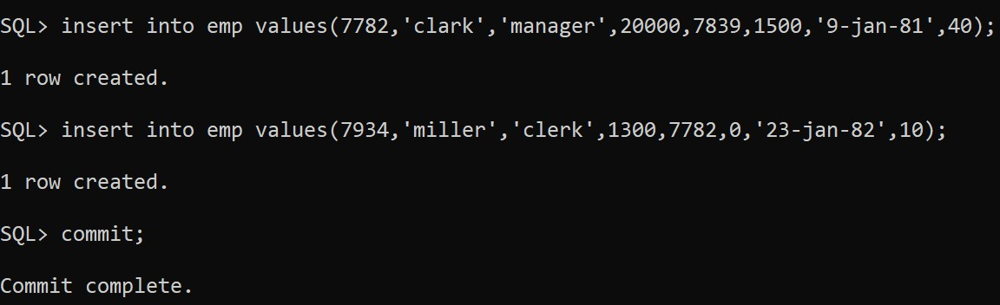 SQL> insert into emp values(7782,'clark','manager',20000,7839,1500,'9-jan-81',40);
1 row created.
SQL> insert into emp values(7934,'miller','clerk',1300,7782,0,'23-jan-82',10);
1 row created.
SQL> commit;
Commit complete.